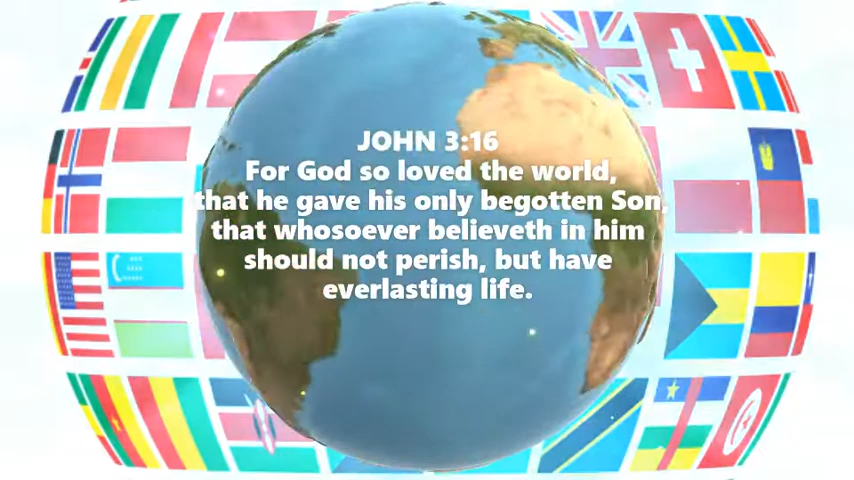 JOHN 3:16
For God so loved the world,
that he gave his only begotten Son,
that whosoever believeth in him
should not perish, but have
everlasting life.